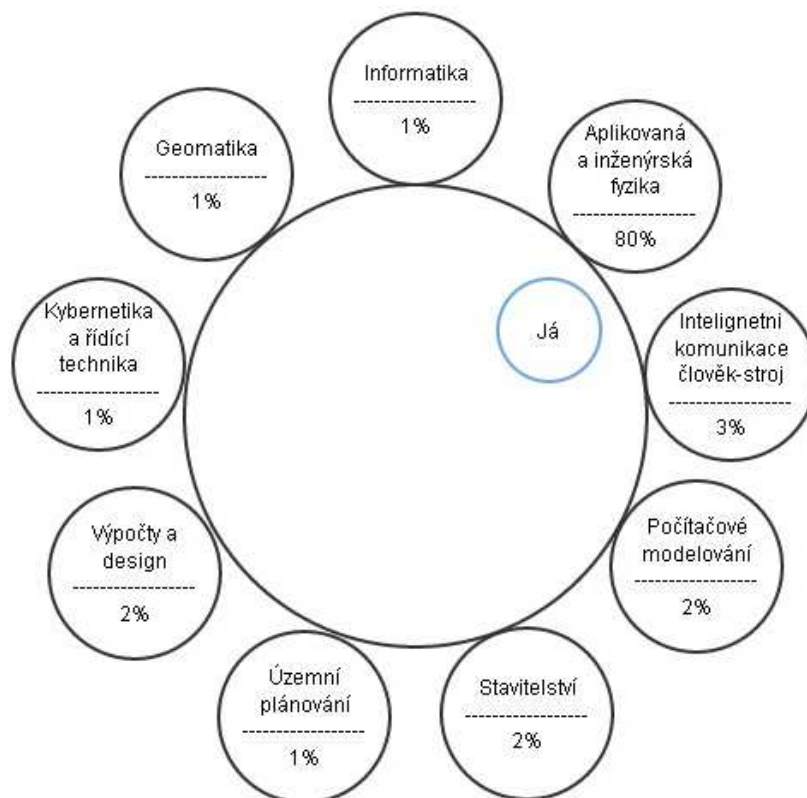 Informatika
-------------------
1%
Aplikovaná
a inženýrská
fyzika
-------------------
80%
Intelignetni
komunikace
člověk-stroj
-------------------
3%
Počítačové
modelování
-------------------
2%
Stavitelství
-------------------
2%
Územní
plánování
-------------------
1%
Výpočty a
design
-------------------
2%
Kybernetika
a řídící
technika
-------------------
1%
Geomatika
-------------------
1%
Já